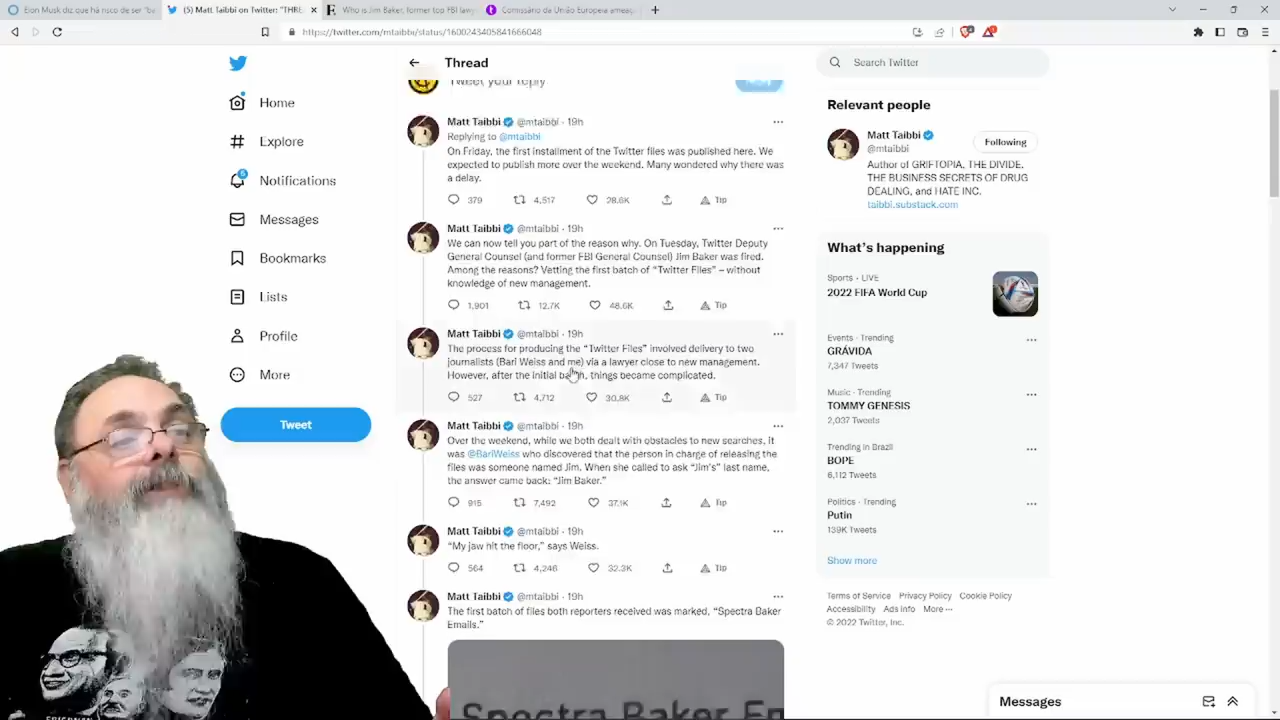 Elon Musk diz que há risco de ser "ba
(5) Matt Taibbi on Twitter: "THRE
Who is Jim Baker, former top FBI lawy
Comissário da União Europeia ameaç
https://twitter.com/mtaibbi/status/1600243405841666048
Home
Explore
5
Notifications
Messages
Bookmarks
Lists
Profile
More
Tweet
Thread
Tweet your reply
Matt Taibbi @mtaibbi · 19h
Replying to @mtaibbi
On Friday, the first installment of the Twitter files was published here. We
expected to publish more over the weekend. Many wondered why there was
a delay.
379 4,517 28.6K Tip
Matt Taibbi @mtaibbi · 19h
We can now tell you part of the reason why. On Tuesday, Twitter Deputy
General Counsel (and former FBI General Counsel) Jim Baker was fired.
Among the reasons? Vetting the first batch of “Twitter Files” – without
knowledge of new management.
1,901 12.7K 48.6K Tip
Matt Taibbi @mtaibbi · 19h
The process for producing the “Twitter Files” involved delivery to two
journalists (Bari Weiss and me) via a lawyer close to new management.
However, after the initial batch, things became complicated.
527 4,712 30.8K Tip
Matt Taibbi @mtaibbi · 19h
Over the weekend, while we both dealt with obstacles to new searches, it
was @BariWeiss who discovered that the person in charge of releasing the
files was someone named Jim. When she called to ask “Jim’s” last name,
the answer came back: “Jim Baker.”
915 7,492 37.1K Tip
Matt Taibbi @mtaibbi · 19h
“My jaw hit the floor,” says Weiss.
564 4,246 32.3K Tip
Matt Taibbi @mtaibbi · 19h
The first batch of files both reporters received was marked, “Spectra Baker
Emails.”
Spectra Baker Em
Search Twitter
Relevant people
Matt Taibbi
@mtaibbi
Following
Author of GRIFTOPIA, THE DIVIDE,
THE BUSINESS SECRETS OF DRUG
DEALING, and HATE INC.
taibbi.substack.com
What’s happening
Sports · LIVE
2022 FIFA World Cup
Events · Trending
GRÁVIDA
7,347 Tweets
Music · Trending
TOMMY GENESIS
2,037 Tweets
Trending in Brazil
BOPE
6,112 Tweets
Politics · Trending
Putin
139K Tweets
Show more
Terms of Service Privacy Policy Cookie Policy
Accessibility Ads info More ···
© 2022 Twitter, Inc.
Messages